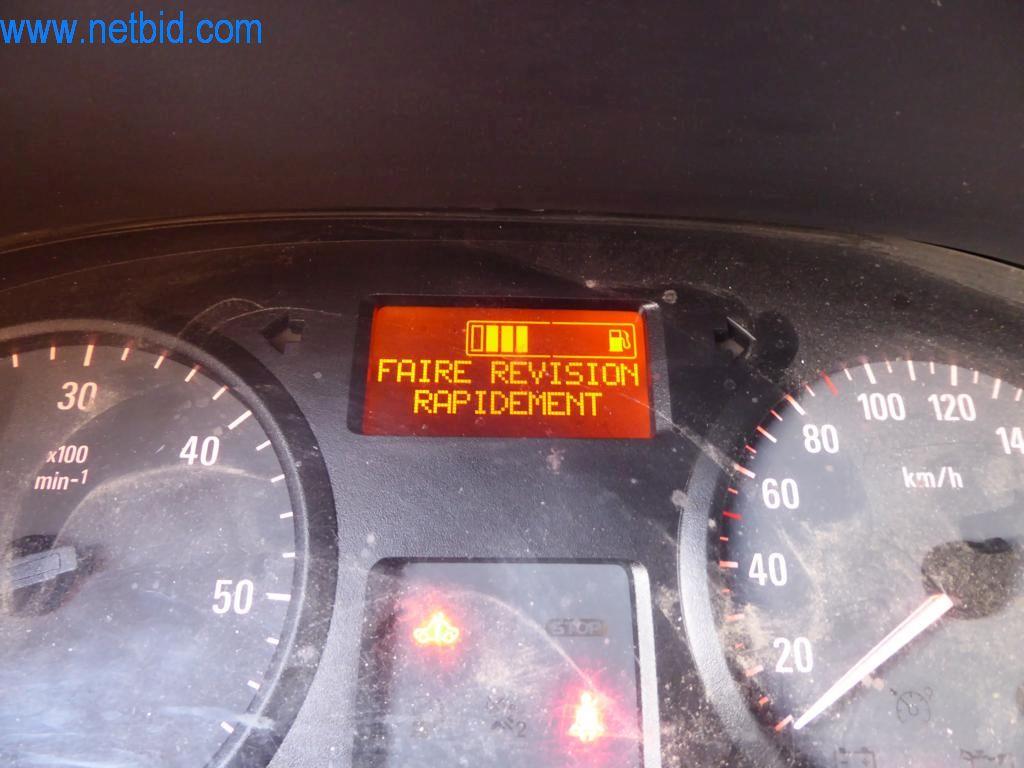 www.netbid.com
FAIRE REVISION
RAPIDEMENT
30
40
50
x100
min-1
20
40
60
80
100
120
14
km/h
STOP